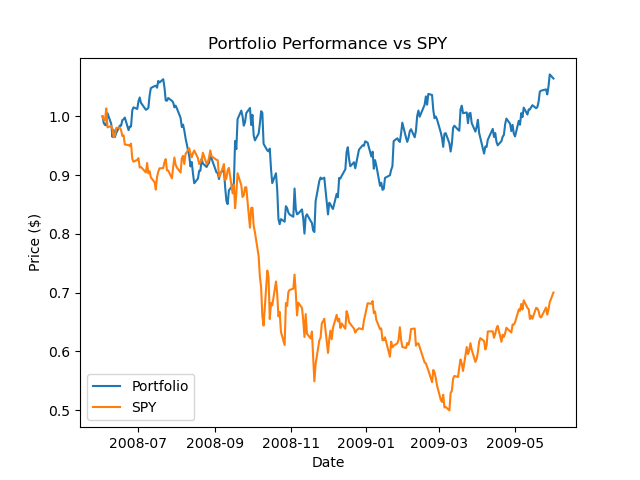 Portfolio Performance vs SPY
Price ($)
1.0
0.9
0.8
0.7
0.6
0.5
Portfolio
SPY
2008-07
2008-09
2008-11
2009-01
2009-03
2009-05
Date